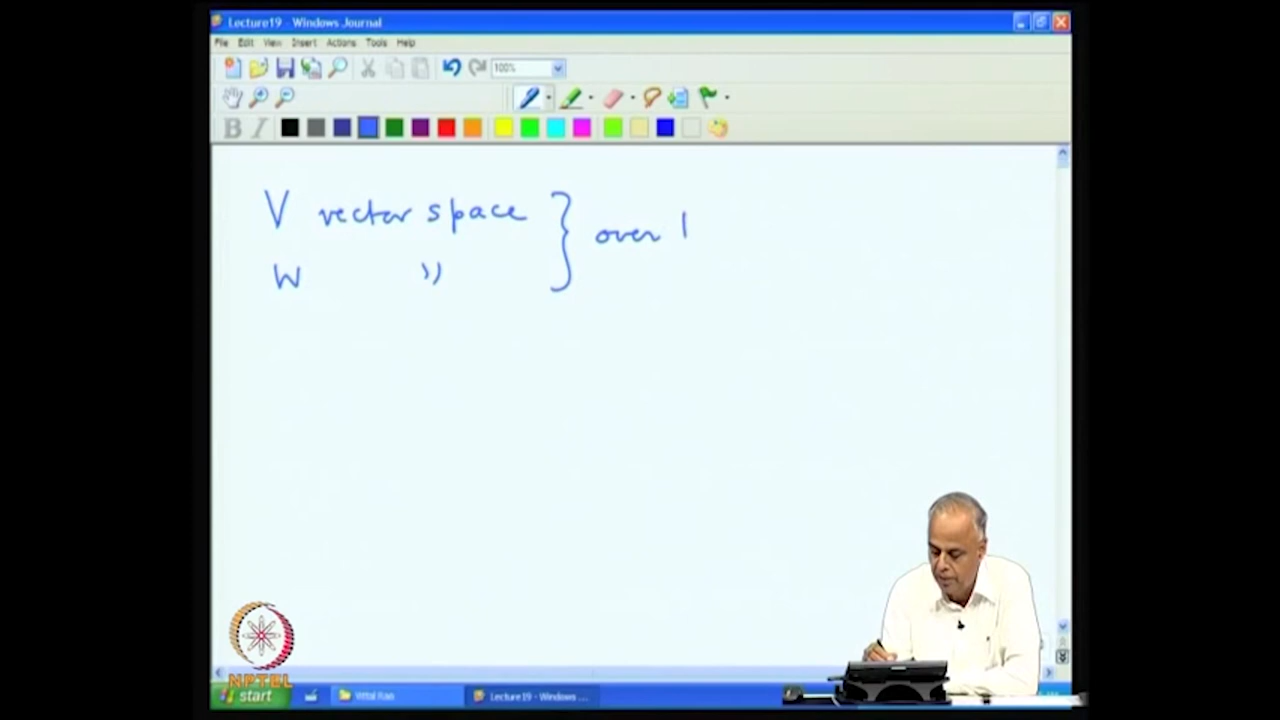 Lecture19 - Windows Journal
File Edit View Insert Actions Tools Help
100%
B I
V vector space
W "
} over
NPTEL
start
Vittal Rao
Lecture19 - Windows ...